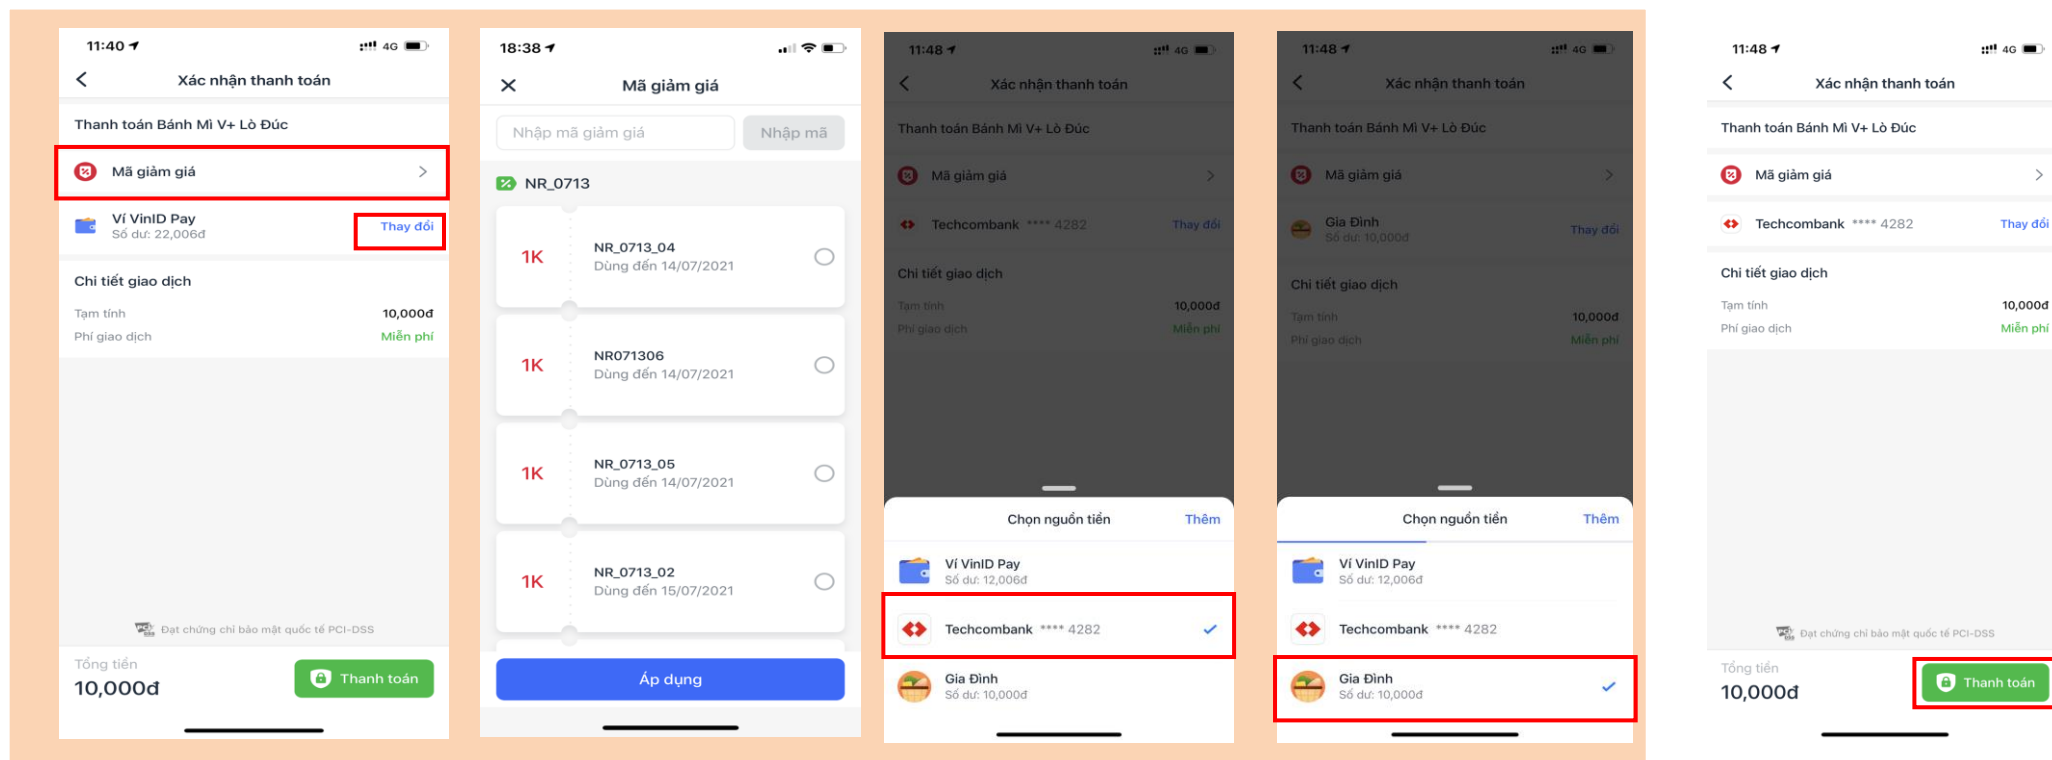 11:40
4G
Xác nhận thanh toán
Thanh toán Bánh Mì V+ Lò Đúc
Mã giảm giá
Ví VinID Pay
Số dư: 22,006đ
Thay đổi
Chi tiết giao dịch
Tạm tính
10,000đ
Phí giao dịch
Miễn phí
PCI DSS
Đạt chứng chỉ bảo mật quốc tế PCI-DSS
Tổng tiền
10,000đ
Thanh toán
18:38
Mã giảm giá
Nhập mã giảm giá
Nhập mã
NR_0713
1K
NR_0713_04
Dùng đến 14/07/2021
1K
NR071306
Dùng đến 14/07/2021
1K
NR_0713_05
Dùng đến 14/07/2021
1K
NR_0713_02
Dùng đến 15/07/2021
Áp dụng
11:48
4G
Xác nhận thanh toán
Thanh toán Bánh Mì V+ Lò Đúc
Mã giảm giá
Techcombank **** 4282
Thay đổi
Chi tiết giao dịch
Tạm tính
10,000đ
Phí giao dịch
Miễn phí
Chọn nguồn tiền
Thêm
Ví VinID Pay
Số dư: 12,006đ
Techcombank **** 4282
Gia Đình
Số dư: 10,000đ
11:48
4G
Xác nhận thanh toán
Thanh toán Bánh Mì V+ Lò Đúc
Mã giảm giá
Gia Đình
Số dư: 10,000đ
Thay đổi
Chi tiết giao dịch
Tạm tính
10,000đ
Phí giao dịch
Miễn phí
Chọn nguồn tiền
Thêm
Ví VinID Pay
Số dư: 12,006đ
Techcombank **** 4282
Gia Đình
Số dư: 10,000đ
11:48
4G
Xác nhận thanh toán
Thanh toán Bánh Mì V+ Lò Đúc
Mã giảm giá
Techcombank **** 4282
Thay đổi
Chi tiết giao dịch
Tạm tính
10,000đ
Phí giao dịch
Miễn phí
PCI DSS
Đạt chứng chỉ bảo mật quốc tế PCI-DSS
Tổng tiền
10,000đ
Thanh toán